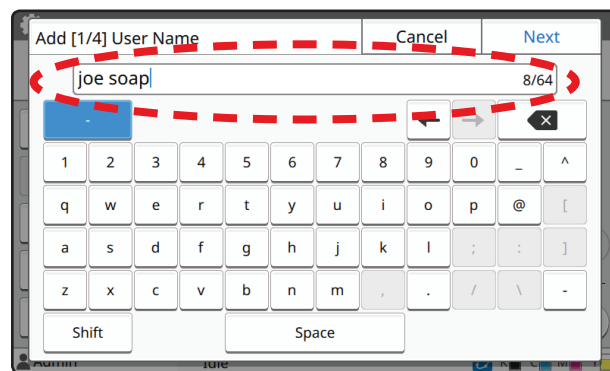 Add [1/4] User Name Cancel Next
joe soap 8/64
-
1 2 3 4 5 6 7 8 9 0 _ ^
q w e r t y u i o p @ [
a s d f g h j k l ; : ]
z x c v b n m , . / \ -
Shift Space
Admin Idle K C M Y